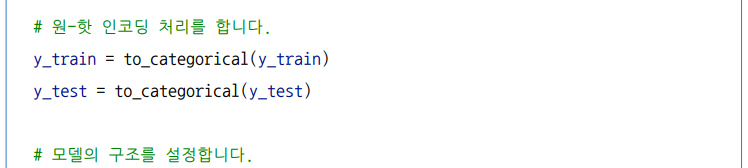 # 원-핫 인코딩 처리를 합니다.
y_train = to_categorical(y_train)
y_test = to_categorical(y_test)
# 모델의 구조를 설정합니다.